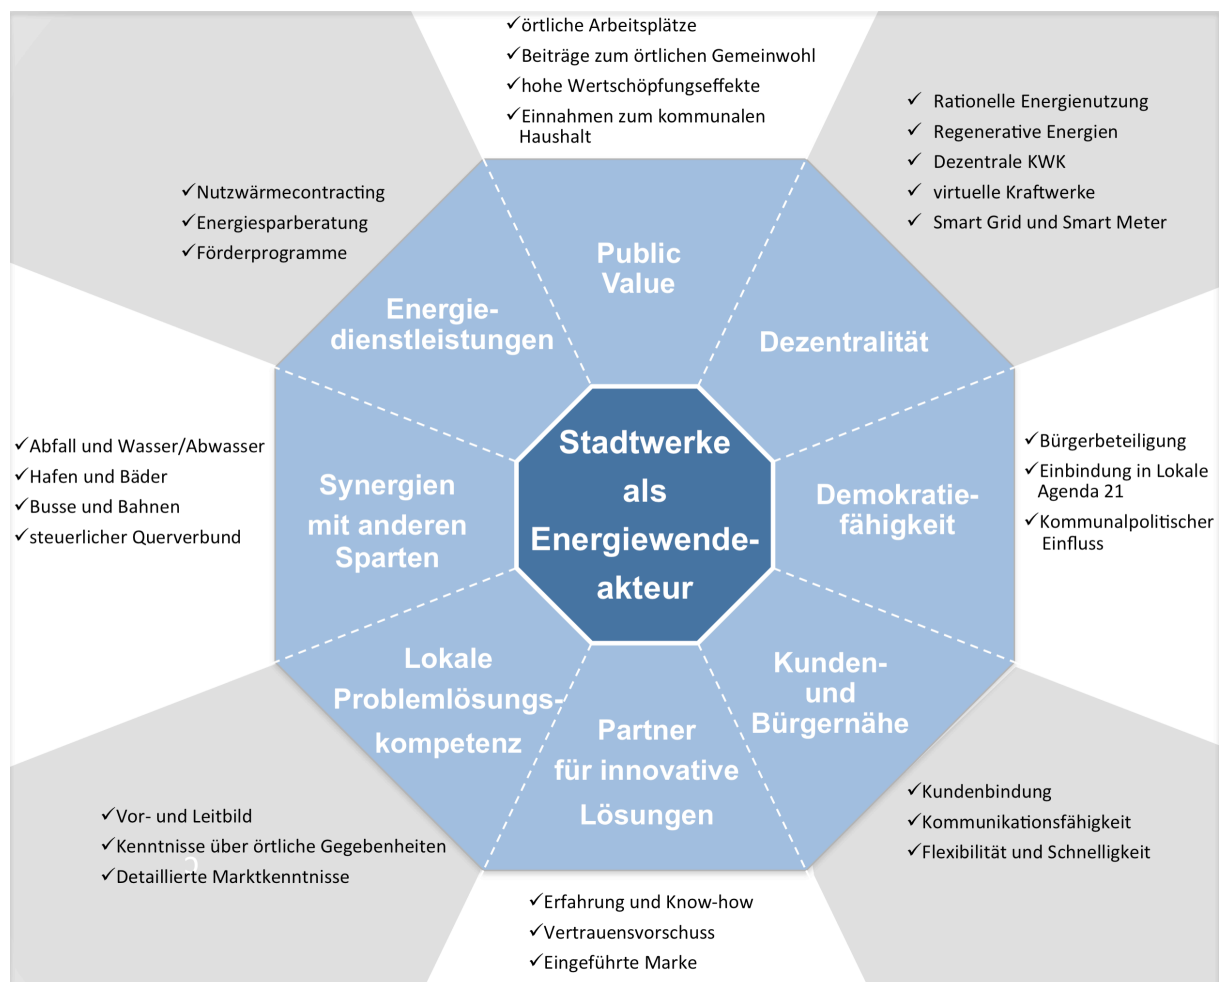 ✓örtliche Arbeitsplätze
✓Beiträge zum örtlichen Gemeinwohl
✓hohe Wertschöpfungseffekte
✓Einnahmen zum kommunalen
Haushalt
✓ Rationelle Energienutzung
✓ Regenerative Energien
✓ Dezentrale KWK
✓ virtuelle Kraftwerke
✓ Smart Grid und Smart Meter
✓Nutzwärmecontracting
✓Energiesparberatung
✓Förderprogramme
Public
Value
Energie-
dienstleistungen
Dezentralität
✓Abfall und Wasser/Abwasser
✓Hafen und Bäder
✓Busse und Bahnen
✓steuerlicher Querverbund
Synergien
mit anderen
Sparten
Stadtwerke
als
Energiewende-
akteur
Demokratie-
fähigkeit
✓Bürgerbeteiligung
✓Einbindung in Lokale
Agenda 21
✓Kommunalpolitischer
Einfluss
Lokale
Problemlösungs-
kompetenz
Partner
für innovative
Lösungen
Kunden-
und
Bürgernähe
✓Vor- und Leitbild
✓Kenntnisse über örtliche Gegebenheiten
✓Detaillierte Marktkenntnisse
✓Kundenbindung
✓Kommunikationsfähigkeit
✓Flexibilität und Schnelligkeit
✓Erfahrung und Know-how
✓Vertrauensvorschuss
✓Eingeführte Marke